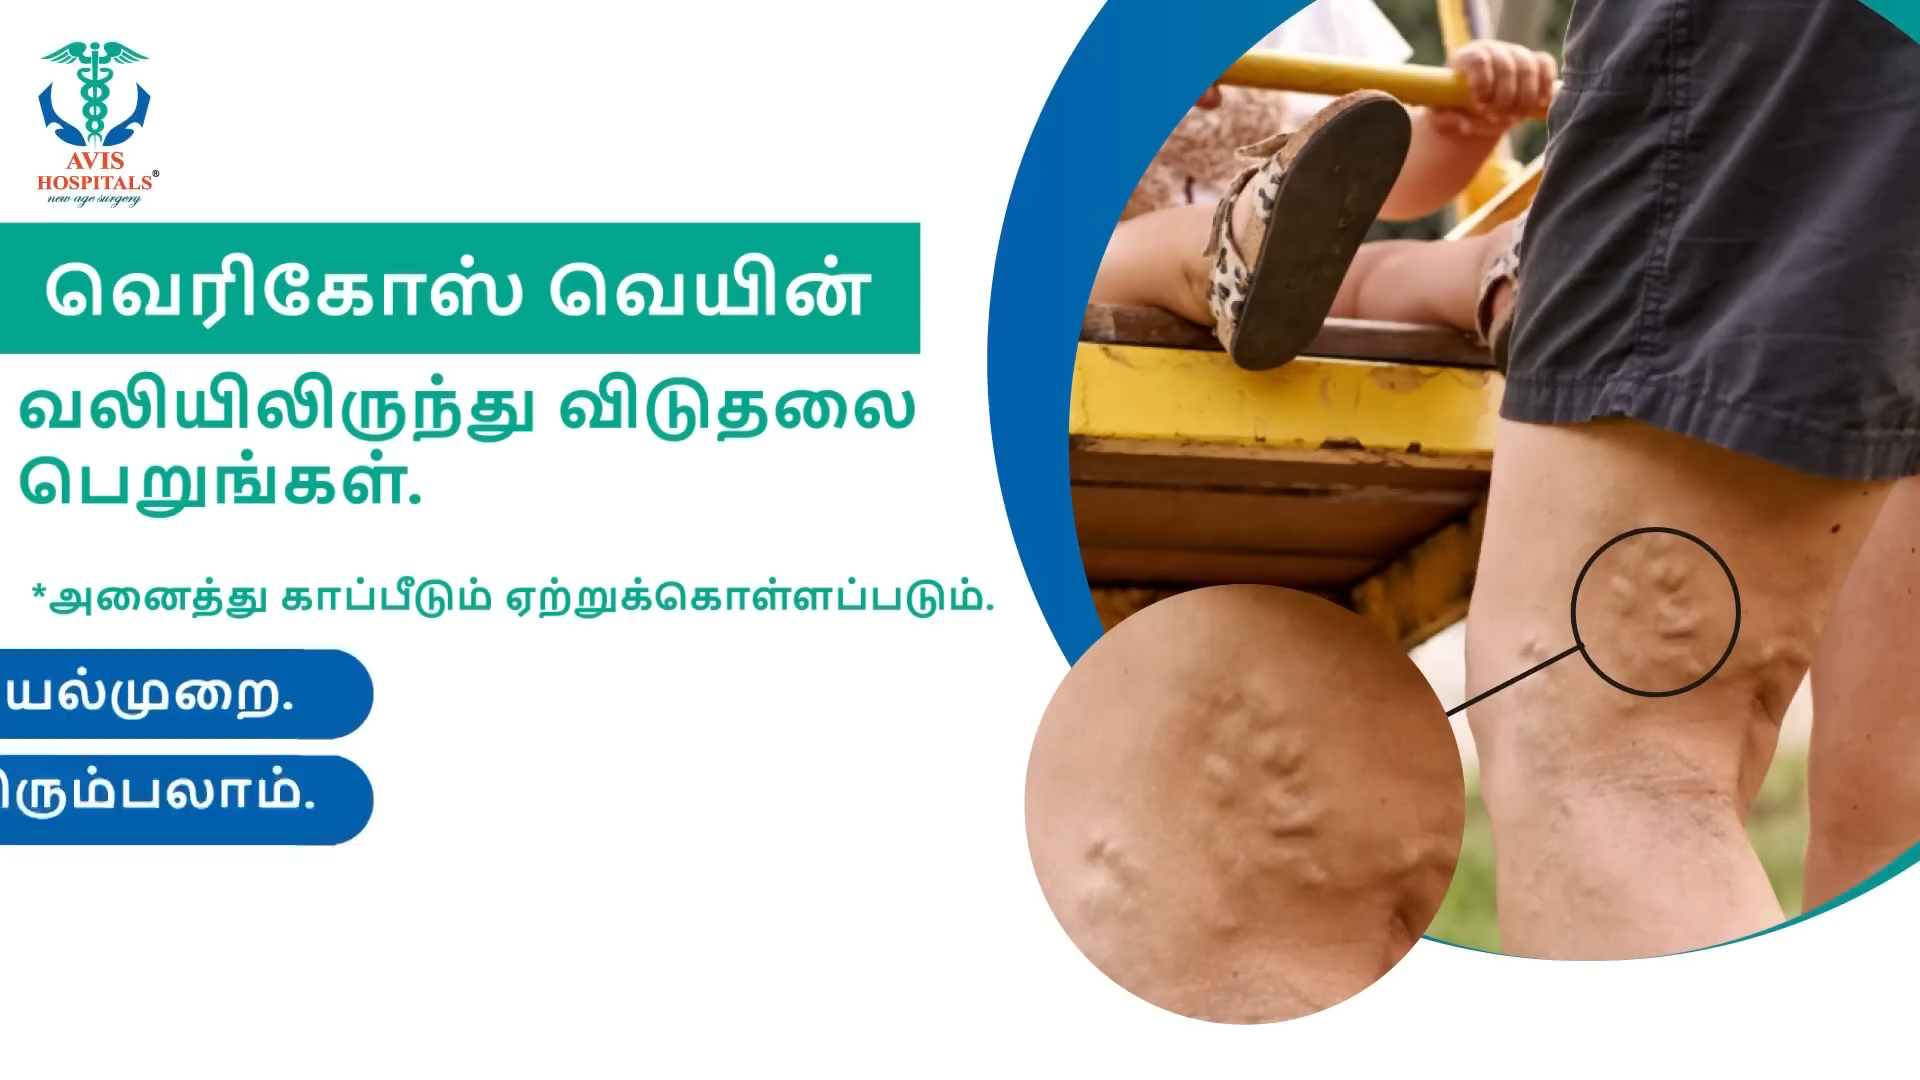 AVIS
HOSPITALS®
new age surgery
வெரிகோஸ் வெயின்
வலியிலிருந்து விடுதலை
பெறுங்கள்.
*அனைத்து காப்பீடும் ஏற்றுக்கொள்ளப்படும்.
யல்முறை.
ிரும்பலாம்.